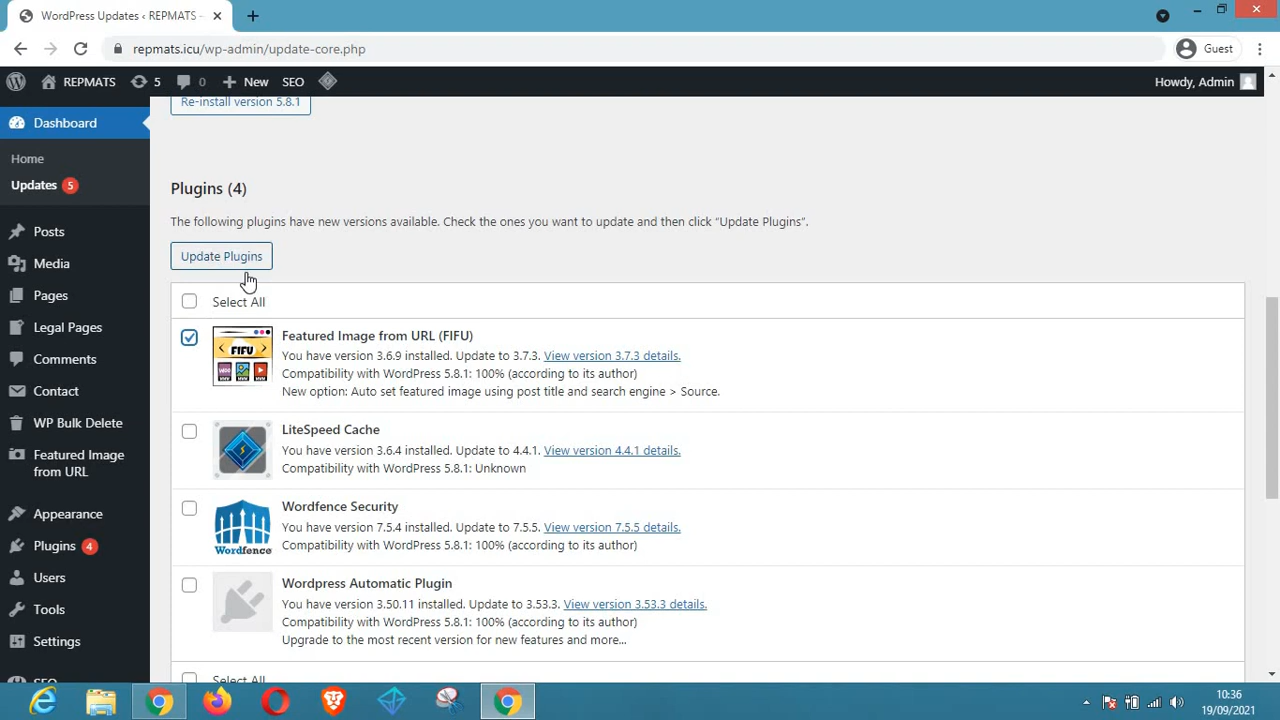 WordPress Updates ‹ REPMATS –
repmats.icu/wp-admin/update-core.php
Guest
REPMATS
5
0
New
SEO
Howdy, Admin
Dashboard
Home
Updates 5
Posts
Media
Pages
Legal Pages
Comments
Contact
WP Bulk Delete
Featured Image
from URL
Appearance
Plugins 4
Users
Tools
Settings
Re-install version 5.8.1
Plugins (4)
The following plugins have new versions available. Check the ones you want to update and then click “Update Plugins”.
Update Plugins
Select All
FIFU
Featured Image from URL (FIFU)
You have version 3.6.9 installed. Update to 3.7.3. View version 3.7.3 details.
Compatibility with WordPress 5.8.1: 100% (according to its author)
New option: Auto set featured image using post title and search engine > Source.
LiteSpeed Cache
You have version 3.6.4 installed. Update to 4.4.1. View version 4.4.1 details.
Compatibility with WordPress 5.8.1: Unknown
Wordfence
Wordfence Security
You have version 7.5.4 installed. Update to 7.5.5. View version 7.5.5 details.
Compatibility with WordPress 5.8.1: 100% (according to its author)
Wordpress Automatic Plugin
You have version 3.50.11 installed. Update to 3.53.3. View version 3.53.3 details.
Compatibility with WordPress 5.8.1: 100% (according to its author)
Upgrade to the most recent version for new features and more...
Select All
10:36
19/09/2021